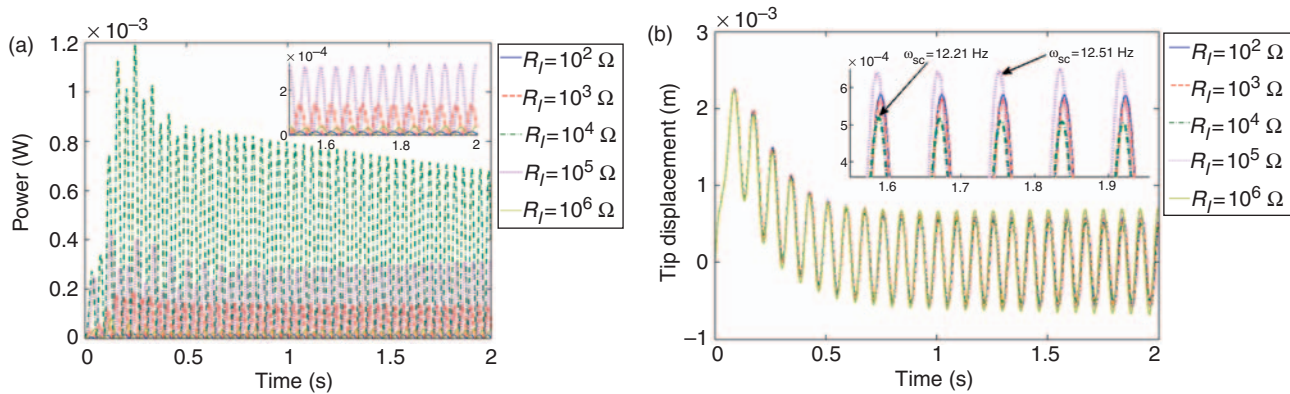 (a)
× 10⁻³
1.2
1
0.8
0.6
0.4
0.2
0
Power (W)
0 0.5 1 1.5 2
Time (s)
× 10⁻⁴
2
0
1.6 1.8 2
R_l=10² Ω
R_l=10³ Ω
R_l=10⁴ Ω
R_l=10⁵ Ω
R_l=10⁶ Ω
(b)
× 10⁻³
3
2
1
0
−1
Tip displacement (m)
0 0.5 1 1.5 2
Time (s)
× 10⁻⁴
ω_sc=12.21 Hz
ω_sc=12.51 Hz
6
5
4
1.6 1.7 1.8 1.9
R_l=10² Ω
R_l=10³ Ω
R_l=10⁴ Ω
R_l=10⁵ Ω
R_l=10⁶ Ω